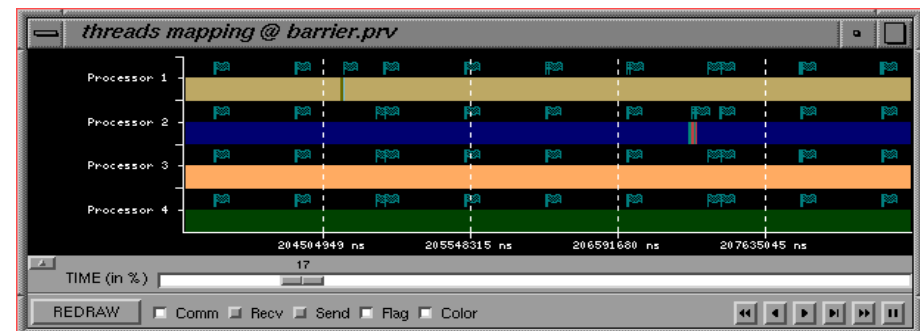 threads mapping @ barrier.prv
Processor 1
Processor 2
Processor 3
Processor 4
204504949 ns 205548315 ns 206591680 ns 207635045 ns
17
TIME (in %)
REDRAW Comm Recv Send Flag Color